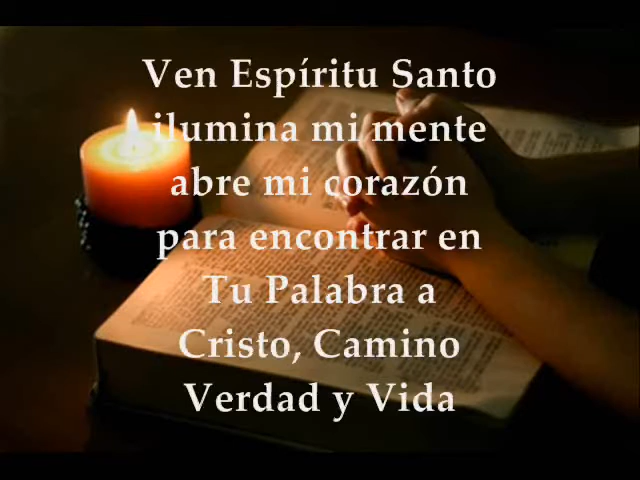 Ven Espíritu Santo
ilumina mi mente
abre mi corazón
para encontrar en
Tu Palabra a
Cristo, Camino
Verdad y Vida